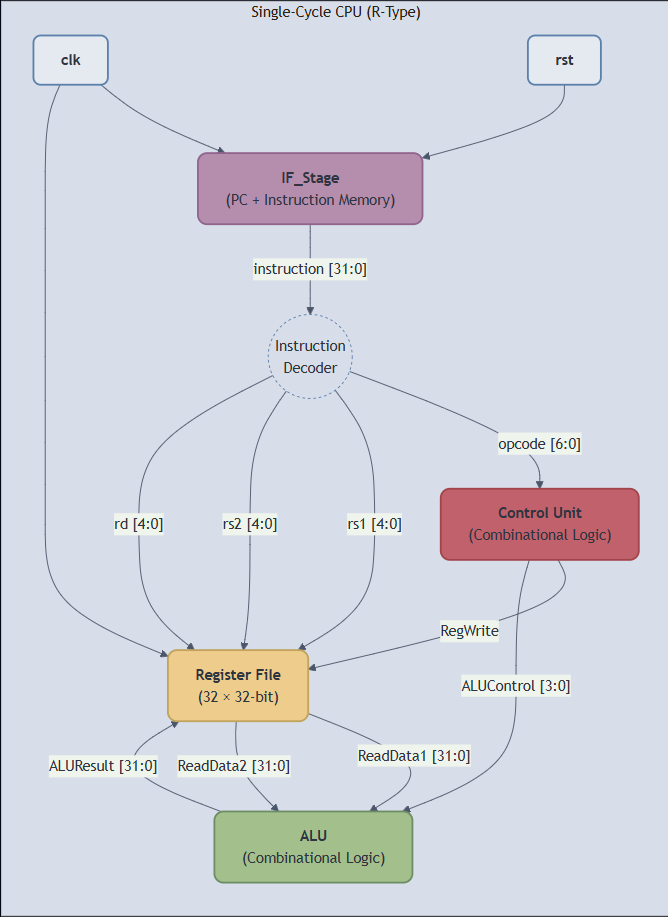 Single-Cycle CPU (R-Type)
clk
rst
IF_Stage
(PC + Instruction Memory)
instruction [31:0]
Instruction
Decoder
opcode [6:0]
rd [4:0]
rs2 [4:0]
rs1 [4:0]
Control Unit
(Combinational Logic)
RegWrite
Register File
(32 × 32-bit)
ALUControl [3:0]
ALUResult [31:0]
ReadData2 [31:0]
ReadData1 [31:0]
ALU
(Combinational Logic)